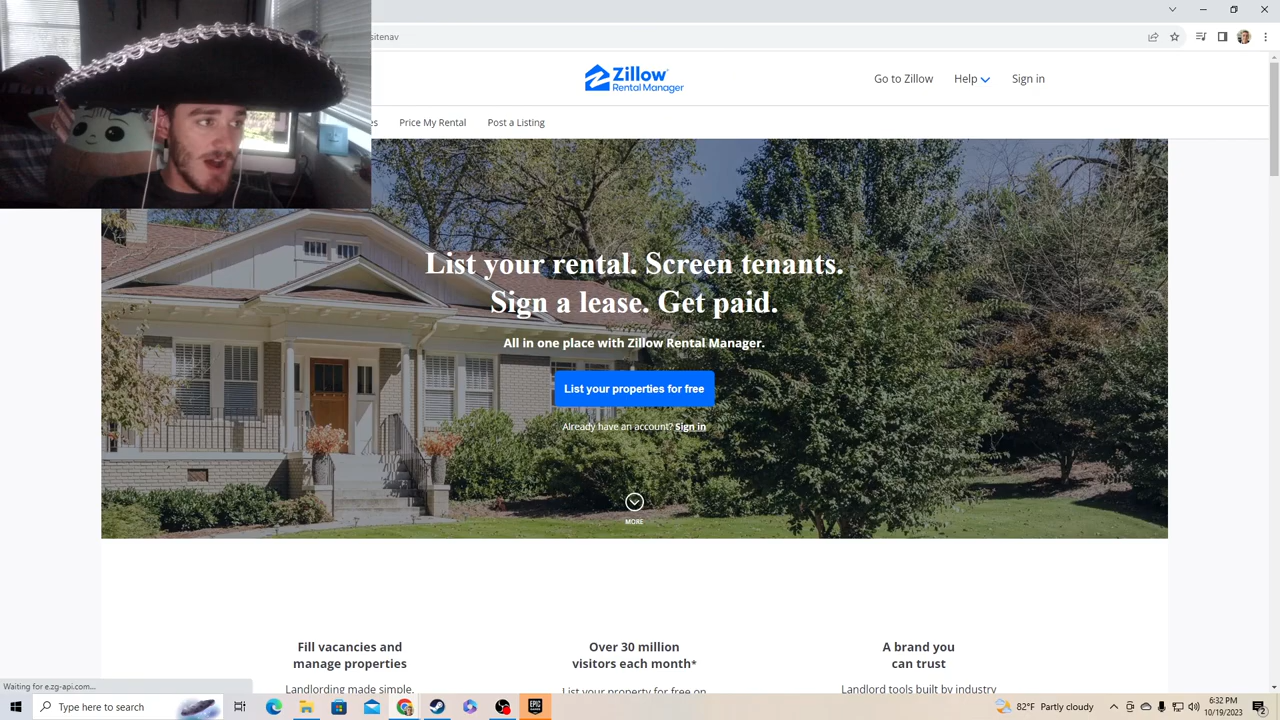 sitenav
Zillow
Rental Manager
Go to Zillow
Help
Sign in
es
Price My Rental
Post a Listing
List your rental. Screen tenants.
Sign a lease. Get paid.
All in one place with Zillow Rental Manager.
List your properties for free
Already have an account? Sign in
MORE
Fill vacancies and
manage properties
Landlording made simple.
Over 30 million
visitors each month*
List your property for free on
A brand you
can trust
Landlord tools built by industry
Waiting for e.zg-api.com...
Type here to search
EPIC
GAMES
82°F Partly cloudy
6:32 PM
10/19/2023
2